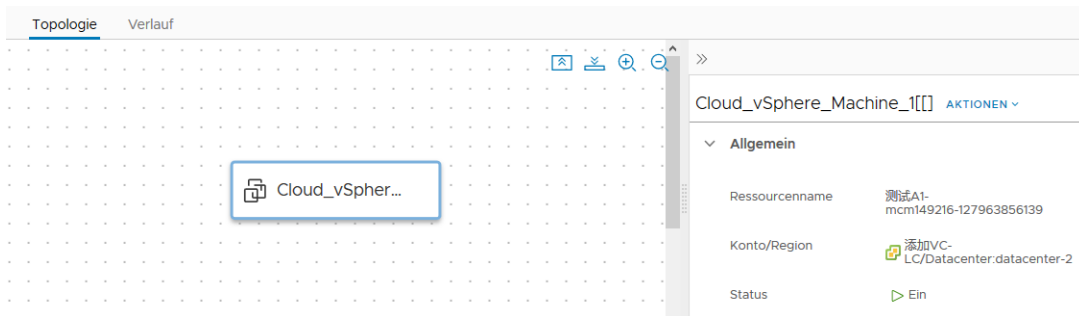 Topologie Verlauf
Cloud_vSpher...
Cloud_vSphere_Machine_1[[] AKTIONEN
Allgemein
Ressourcenname 测试A1-
mcm149216-127963856139
Konto/Region 添加VC-
LC/Datacenter:datacenter-2
Status Ein